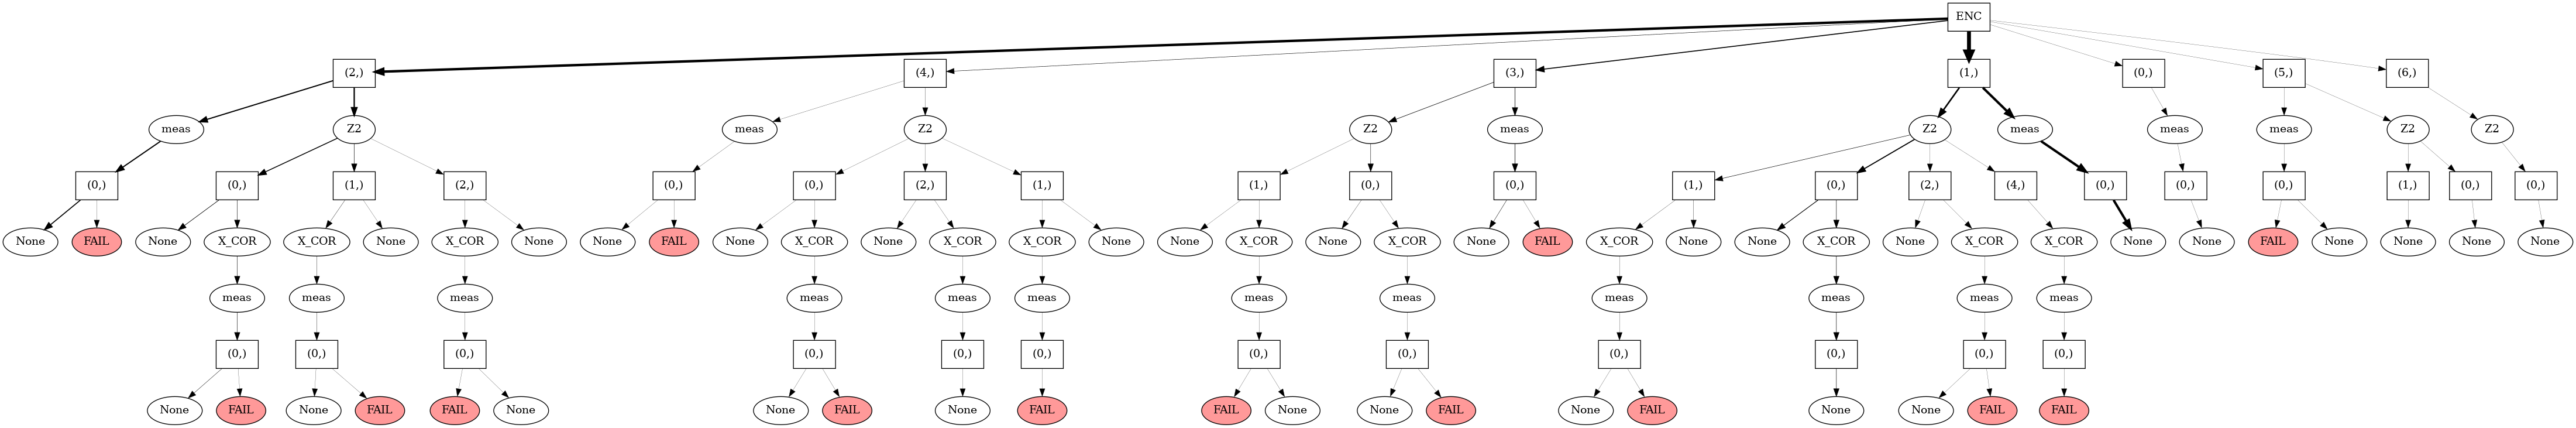 ENC
(2,) (4,) (3,) (1,) (0,) (5,) (6,)
meas Z2 meas Z2 Z2 meas Z2 meas meas meas Z2 Z2
(0,) (0,) (1,) (2,) (0,) (0,) (2,) (1,) (1,) (0,) (0,) (1,) (0,) (2,) (4,) (0,) (0,) (0,) (1,) (0,) (0,)
None FAIL None X_COR X_COR None X_COR None None FAIL None X_COR None X_COR X_COR None None X_COR None X_COR None FAIL X_COR None None X_COR None X_COR X_COR None None FAIL None None None None
meas meas meas meas meas meas meas meas meas meas meas meas
(0,) (0,) (0,) (0,) (0,) (0,) (0,) (0,) (0,) (0,) (0,) (0,)
None FAIL None FAIL FAIL None None FAIL None FAIL FAIL None None FAIL None FAIL None None FAIL FAIL